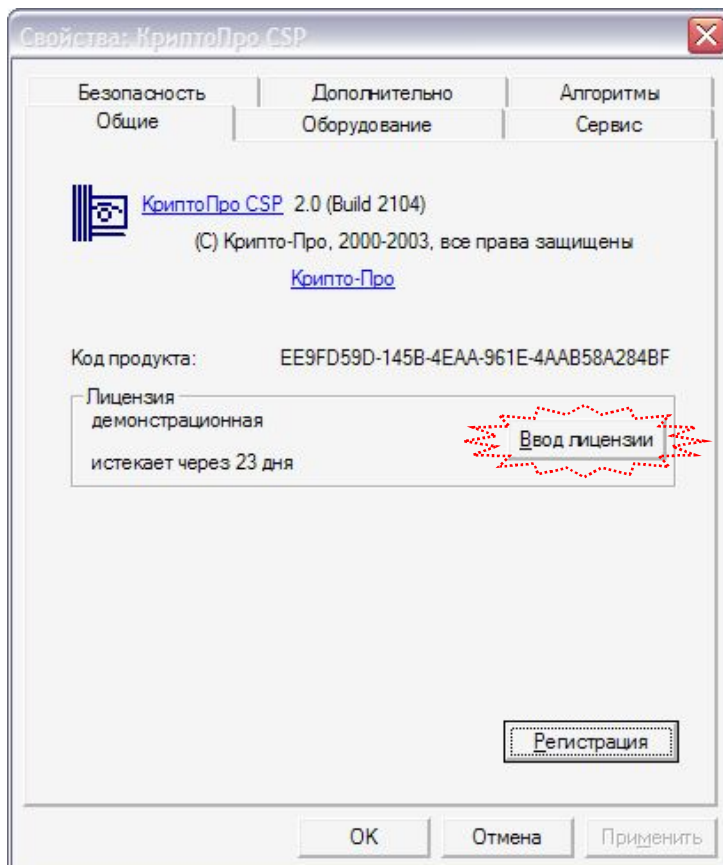 Свойства: КриптоПро CSP
Безопасность Дополнительно Алгоритмы
Общие Оборудование Сервис
КриптоПро CSP 2.0 (Build 2104)
(C) Крипто-Про, 2000-2003, все права защищены
Крипто-Про
Код продукта: EE9FD59D-145B-4EAA-961E-4AAB58A284BF
Лицензия
демонстрационная
Ввод лицензии
истекает через 23 дня
Регистрация
OK Отмена Применить